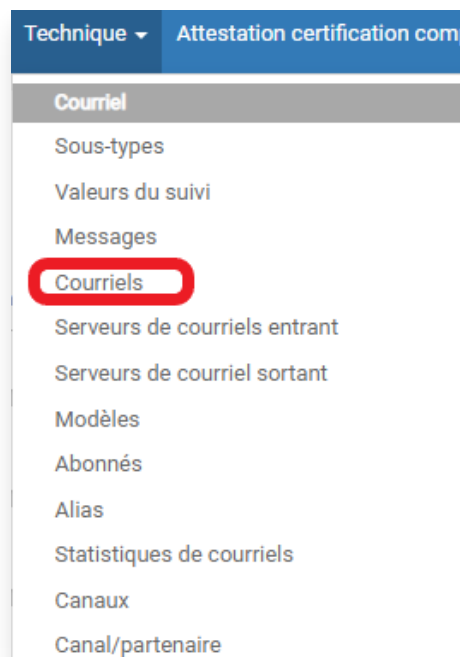 Technique Attestation certification com
Courriel
Sous-types
Valeurs du suivi
Messages
Courriels
Serveurs de courriels entrant
Serveurs de courriel sortant
Modèles
Abonnés
Alias
Statistiques de courriels
Canaux
Canal/partenaire